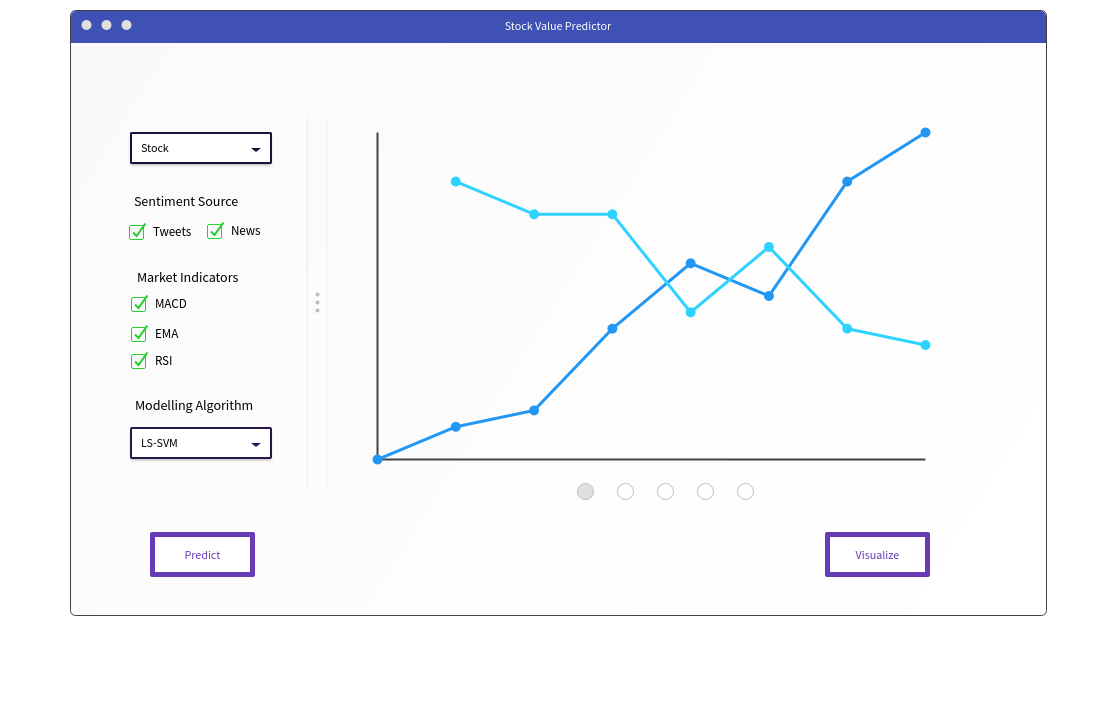 Stock Value Predictor
Stock
Sentiment Source
Tweets News
Market Indicators
MACD
EMA
RSI
Modelling Algorithm
LS-SVM
Predict
Visualize